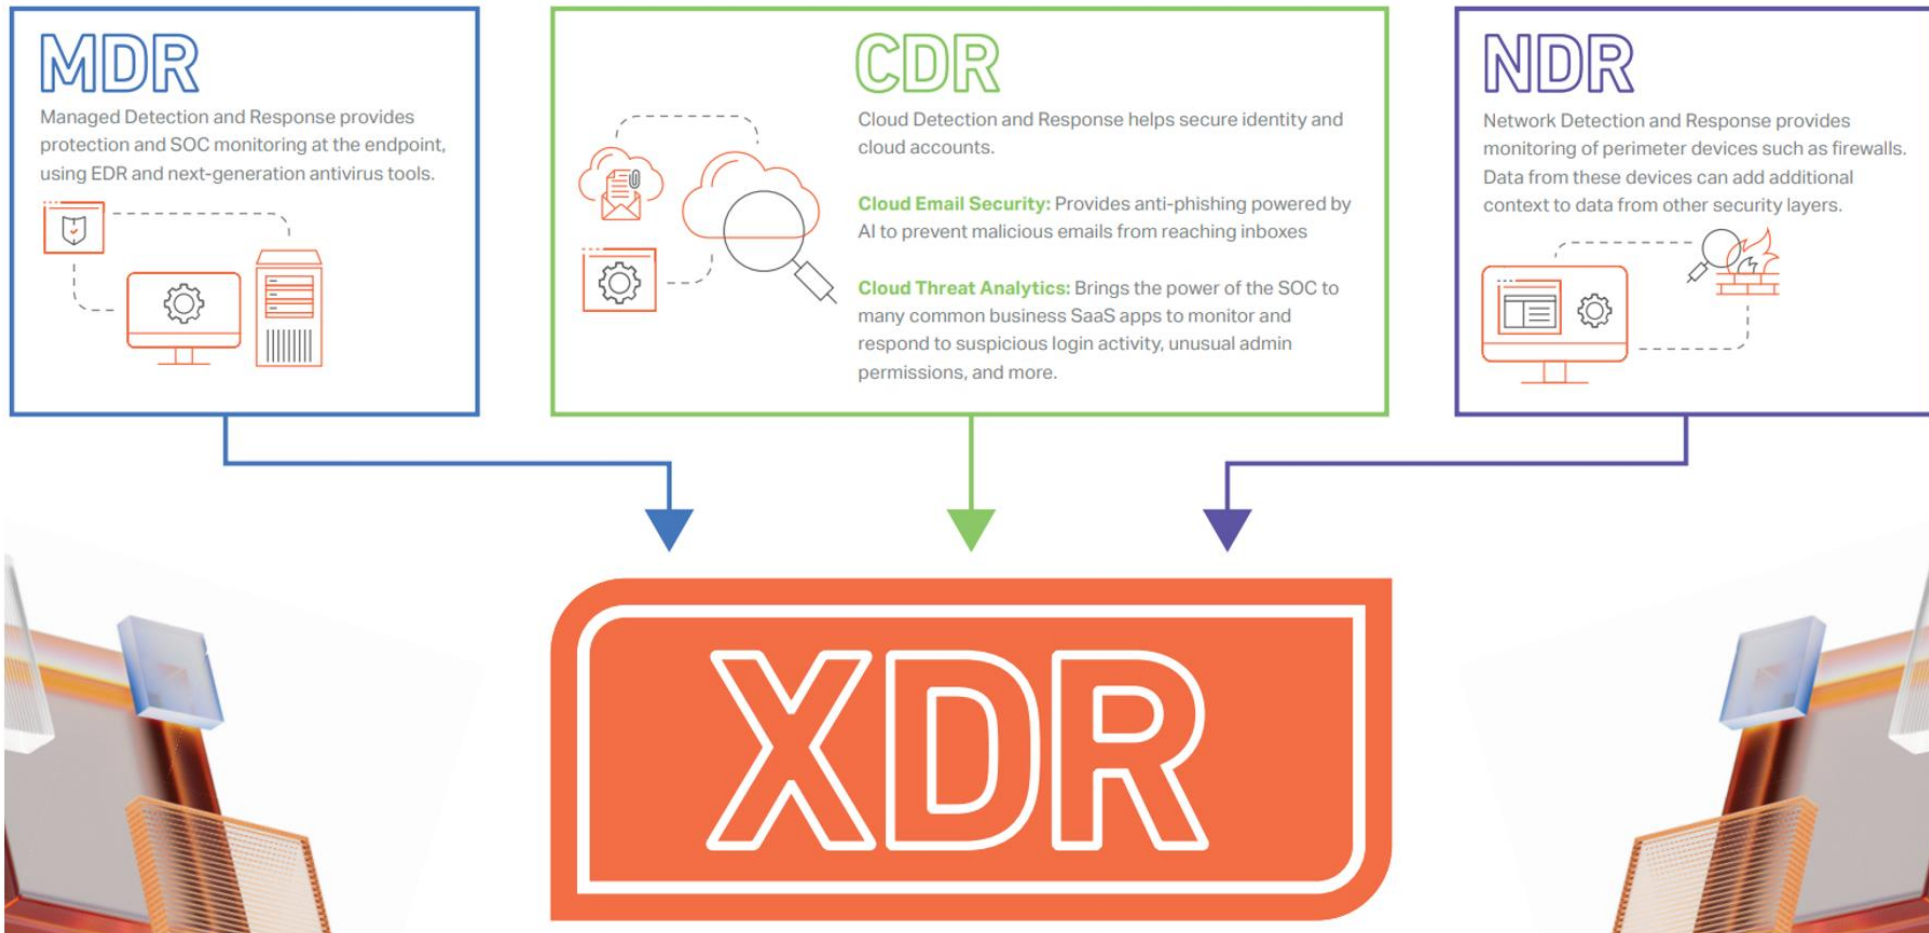 MDR
Managed Detection and Response provides
protection and SOC monitoring at the endpoint,
using EDR and next-generation antivirus tools.
CDR
Cloud Detection and Response helps secure identity and
cloud accounts.
Cloud Email Security: Provides anti-phishing powered by
AI to prevent malicious emails from reaching inboxes
Cloud Threat Analytics: Brings the power of the SOC to
many common business SaaS apps to monitor and
respond to suspicious login activity, unusual admin
permissions, and more.
NDR
Network Detection and Response provides
monitoring of perimeter devices such as firewalls.
Data from these devices can add additional
context to data from other security layers.
XDR